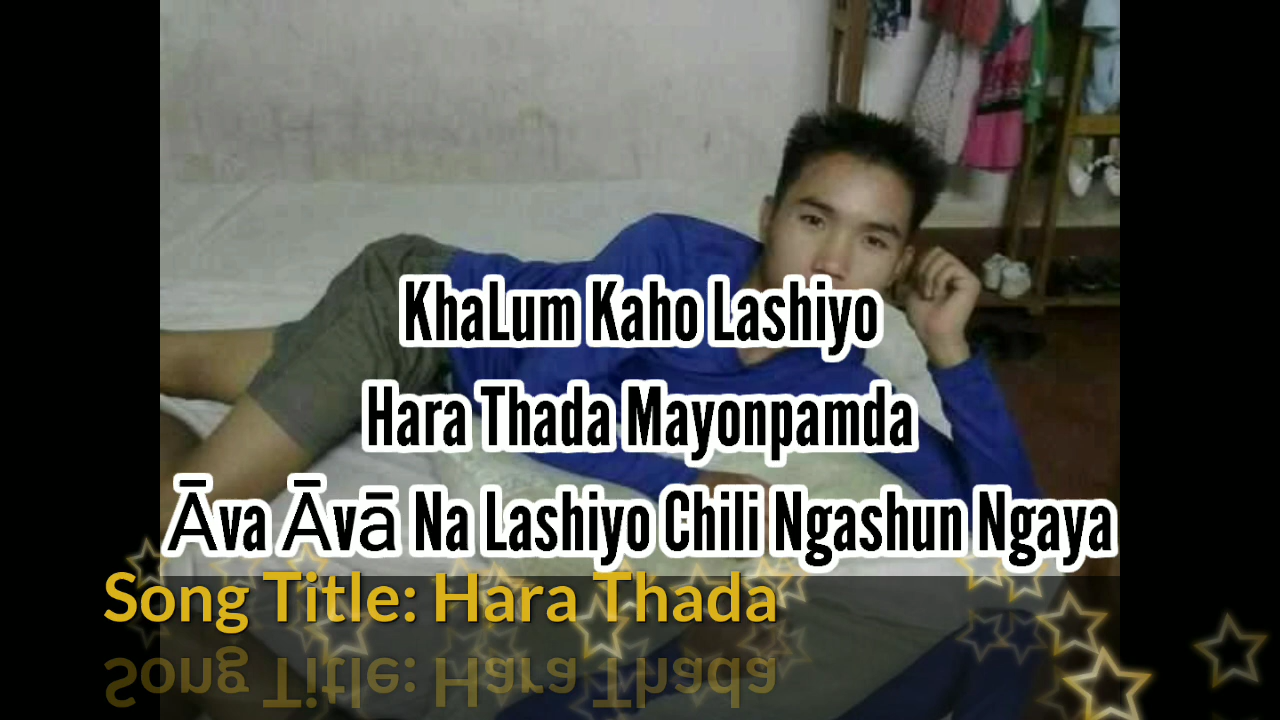 KhaLum Kaho Lashiyo
Hara Thada Mayonpamda
Āva Āvā Na Lashiyo Chili Ngashun Ngaya
Song Title: Hara Thada